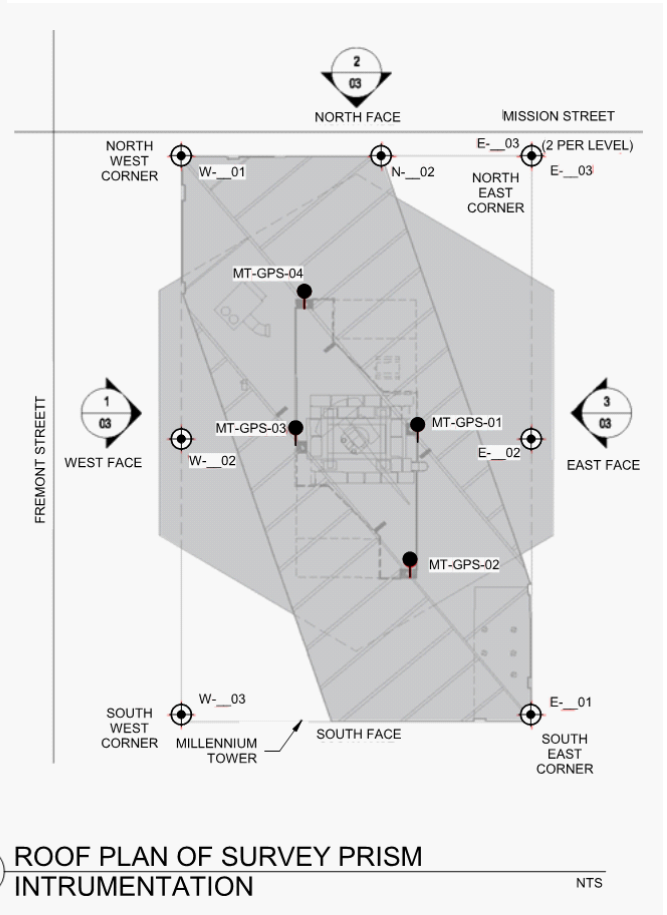 2
03
NORTH FACE
MISSION STREET
NORTH
WEST
CORNER
W-__01
N-__02
E-__03
(2 PER LEVEL)
E-__03
NORTH
EAST
CORNER
MT-GPS-04
1
03
WEST FACE
FREMONT STREETT
MT-GPS-03
W-__02
MT-GPS-01
E-__02
3
03
EAST FACE
MT-GPS-02
W-__03
SOUTH
WEST
CORNER
MILLENNIUM
TOWER
SOUTH FACE
E-__01
SOUTH
EAST
CORNER
ROOF PLAN OF SURVEY PRISM
INTRUMENTATION
NTS